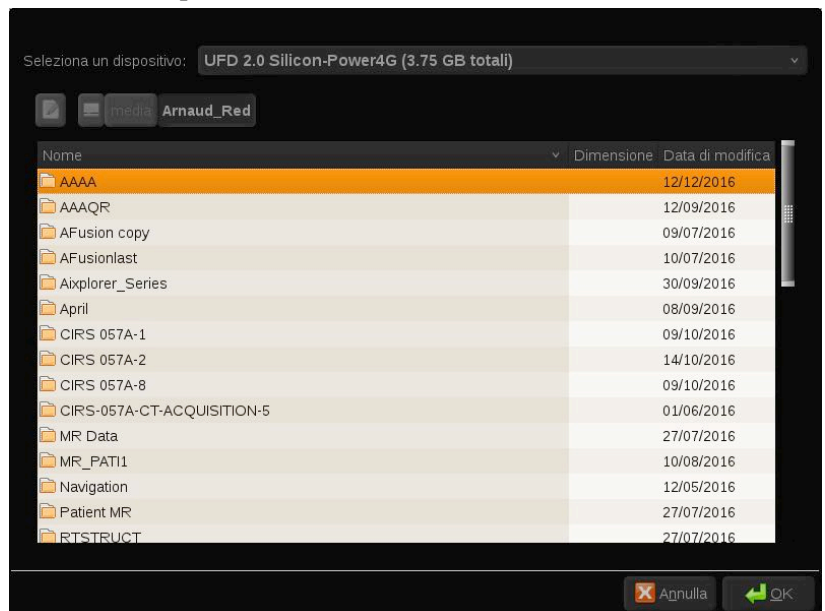 Seleziona un dispositivo: UFD 2.0 Silicon-Power4G (3.75 GB totali)
media Arnaud_Red
Nome Dimensione Data di modifica
AAAA 12/12/2016
AAAQR 12/09/2016
AFusion copy 09/07/2016
AFusionlast 10/07/2016
Aixplorer_Series 30/09/2016
April 08/09/2016
CIRS 057A-1 09/10/2016
CIRS 057A-2 14/10/2016
CIRS 057A-8 09/10/2016
CIRS-057A-CT-ACQUISITION-5 01/06/2016
MR Data 27/07/2016
MR_PATI1 10/08/2016
Navigation 12/05/2016
Patient MR 27/07/2016
RTSTRUCT 27/07/2016
Annulla OK